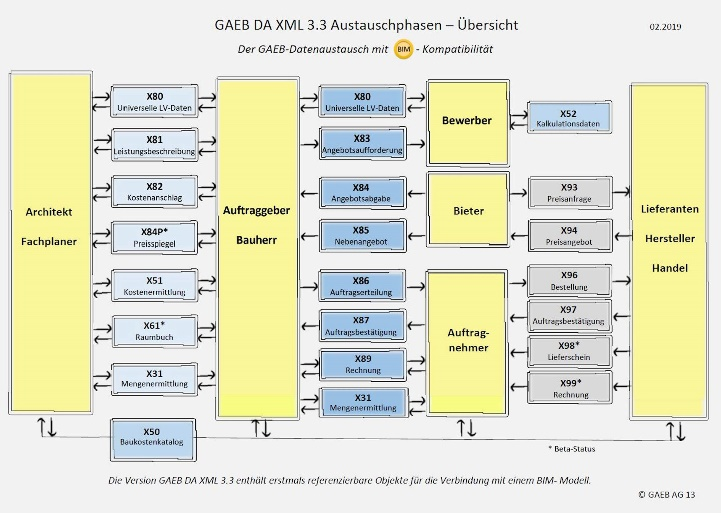 GAEB DA XML 3.3 Austauschphasen – Übersicht
02.2019
Der GAEB-Datenaustausch mit BIM - Kompatibilität
Architekt
Fachplaner
X80
Universelle LV-Daten
X81
Leistungsbeschreibung
X82
Kostenanschlag
X84P*
Preisspiegel
X51
Kostenermittlung
X61*
Raumbuch
X31
Mengenermittlung
X50
Baukostenkatalog
Auftraggeber
Bauherr
X80
Universelle LV-Daten
X83
Angebotsaufforderung
X84
Angebotsabgabe
X85
Nebenangebot
X86
Auftragserteilung
X87
Auftragsbestätigung
X89
Rechnung
X31
Mengenermittlung
Bewerber
Bieter
Auftrag-
nehmer
X52
Kalkulationsdaten
X93
Preisanfrage
X94
Preisangebot
X96
Bestellung
X97
Auftragsbestätigung
X98*
Lieferschein
X99*
Rechnung
Lieferanten
Hersteller
Handel
* Beta-Status
Die Version GAEB DA XML 3.3 enthält erstmals referenzierbare Objekte für die Verbindung mit einem BIM- Modell.
© GAEB AG 13